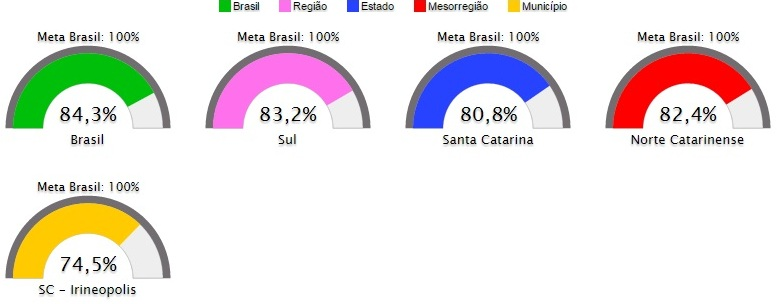 Brasil Região Estado Mesorregião Município
Meta Brasil: 100% Meta Brasil: 100% Meta Brasil: 100% Meta Brasil: 100%
84,3% 83,2% 80,8% 82,4%
Brasil Sul Santa Catarina Norte Catarinense
Meta Brasil: 100%
74,5%
SC - Irineopolis